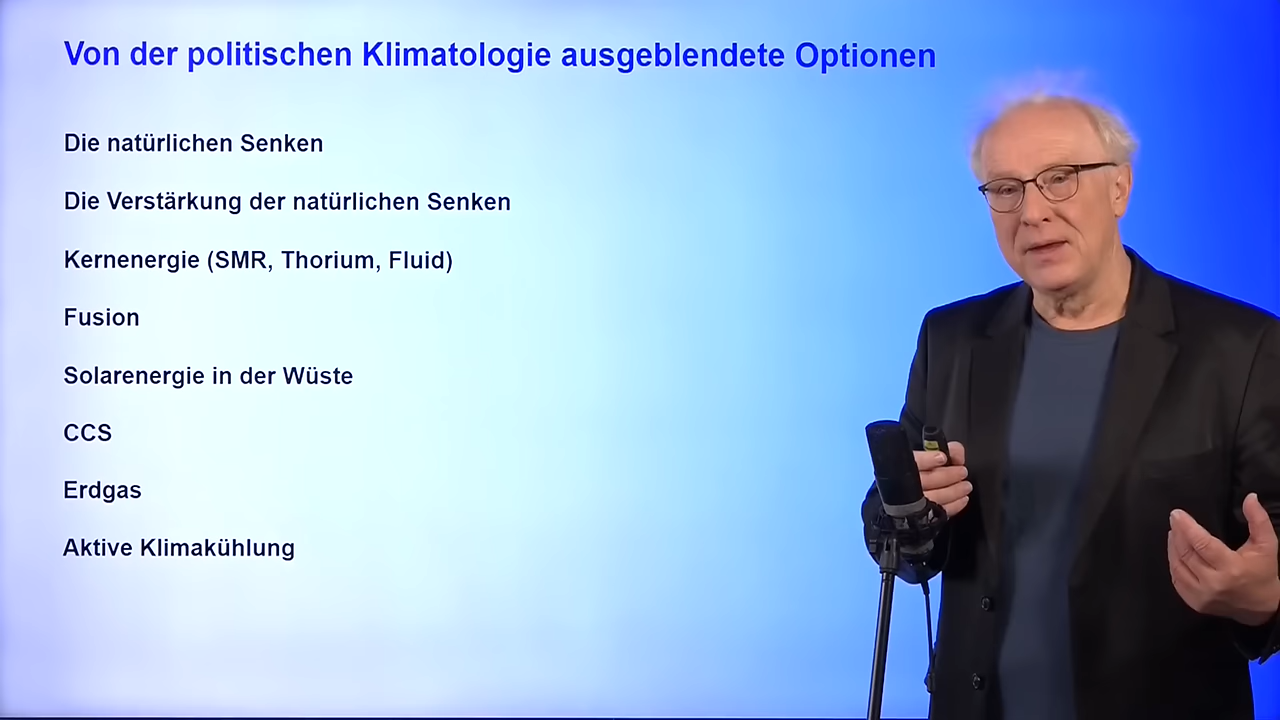 Von der politischen Klimatologie ausgeblendete Optionen
Die natürlichen Senken
Die Verstärkung der natürlichen Senken
Kernenergie (SMR, Thorium, Fluid)
Fusion
Solarenergie in der Wüste
CCS
Erdgas
Aktive Klimakühlung